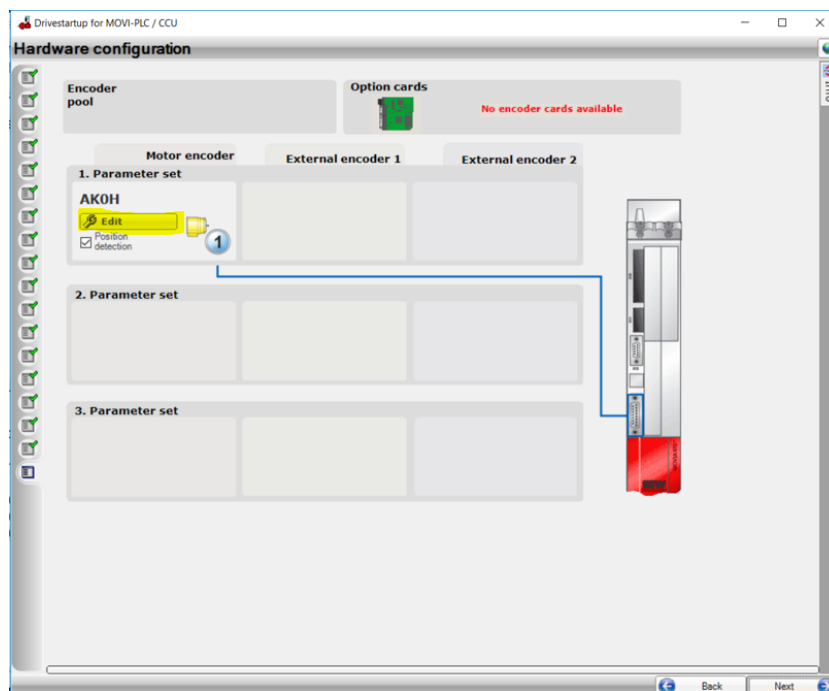 Drivestartup for MOVI-PLC / CCU
Hardware configuration
Encoder
pool
Option cards
No encoder cards available
Motor encoder
External encoder 1
External encoder 2
1. Parameter set
AK0H
Edit
Position
detection
1
2. Parameter set
3. Parameter set
SEW
Back
Next